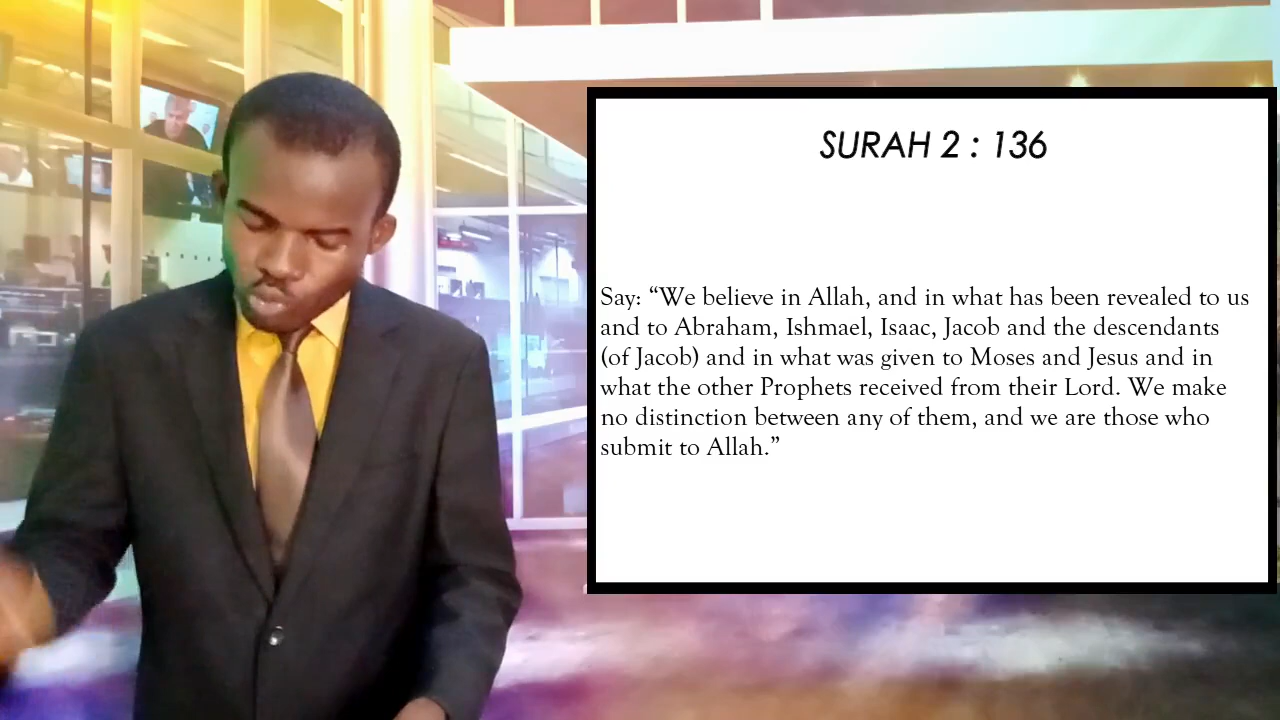 SURAH 2 : 136
Say: “We believe in Allah, and in what has been revealed to us
and to Abraham, Ishmael, Isaac, Jacob and the descendants
(of Jacob) and in what was given to Moses and Jesus and in
what the other Prophets received from their Lord. We make
no distinction between any of them, and we are those who
submit to Allah.”